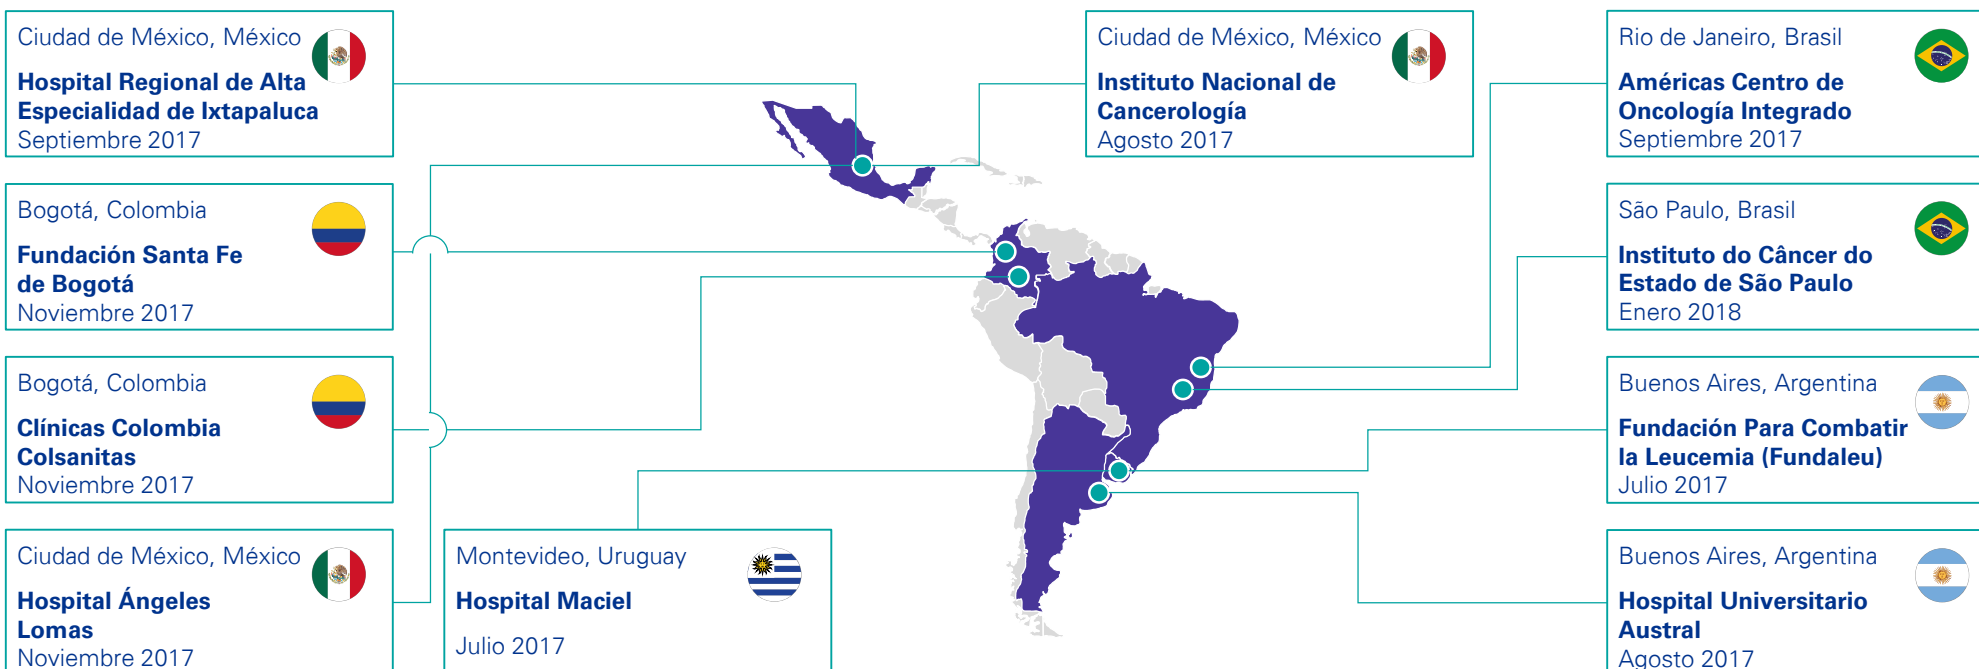 Ciudad de México, México
Hospital Regional de Alta
Especialidad de Ixtapaluca
Septiembre 2017
Ciudad de México, México
Instituto Nacional de
Cancerología
Agosto 2017
Rio de Janeiro, Brasil
Américas Centro de
Oncología Integrado
Septiembre 2017
Bogotá, Colombia
Fundación Santa Fe
de Bogotá
Noviembre 2017
São Paulo, Brasil
Instituto do Câncer do
Estado de São Paulo
Enero 2018
Bogotá, Colombia
Clínicas Colombia
Colsanitas
Noviembre 2017
Buenos Aires, Argentina
Fundación Para Combatir
la Leucemia (Fundaleu)
Julio 2017
Ciudad de México, México
Hospital Ángeles
Lomas
Noviembre 2017
Montevideo, Uruguay
Hospital Maciel
Julio 2017
Buenos Aires, Argentina
Hospital Universitario
Austral
Agosto 2017